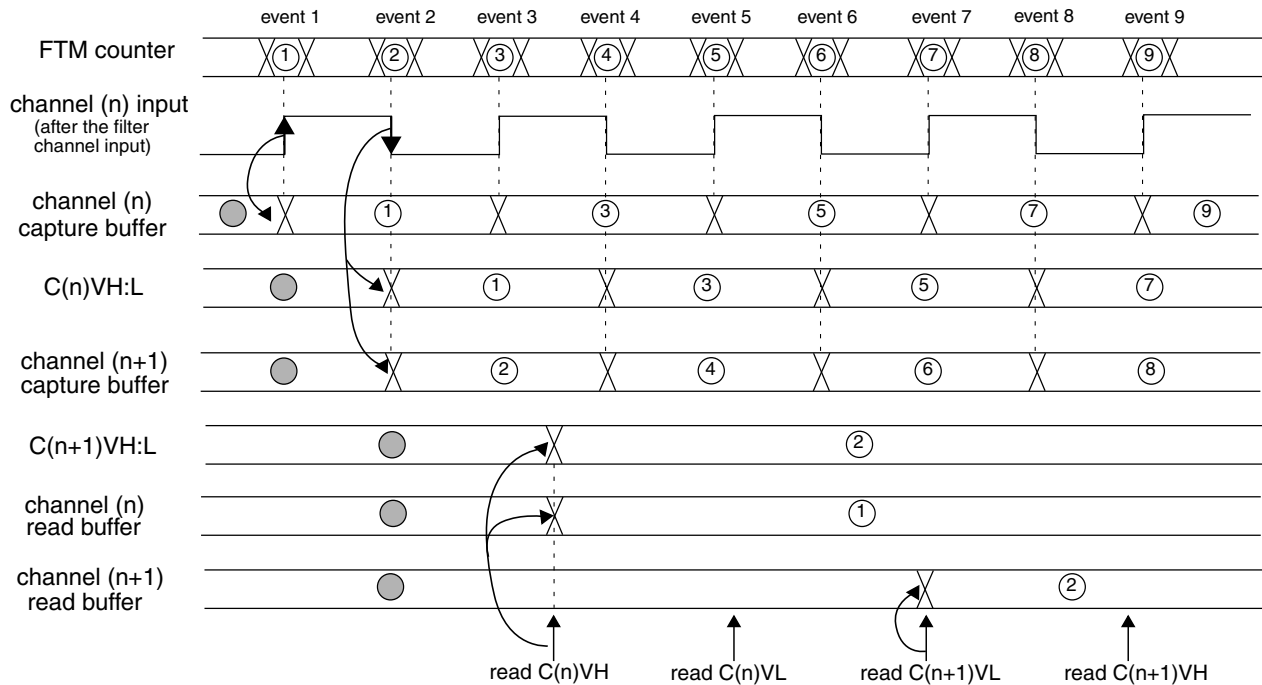 event 1 event 2 event 3 event 4 event 5 event 6 event 7 event 8 event 9
FTM counter 1 2 3 4 5 6 7 8 9
channel (n) input
(after the filter
channel input)
channel (n)
capture buffer
1 3 5 7 9
C(n)VH:L 1 3 5 7
channel (n+1)
capture buffer
2 4 6 8
C(n+1)VH:L 2
channel (n)
read buffer
1
channel (n+1)
read buffer
2
read C(n)VH read C(n)VL read C(n+1)VL read C(n+1)VH